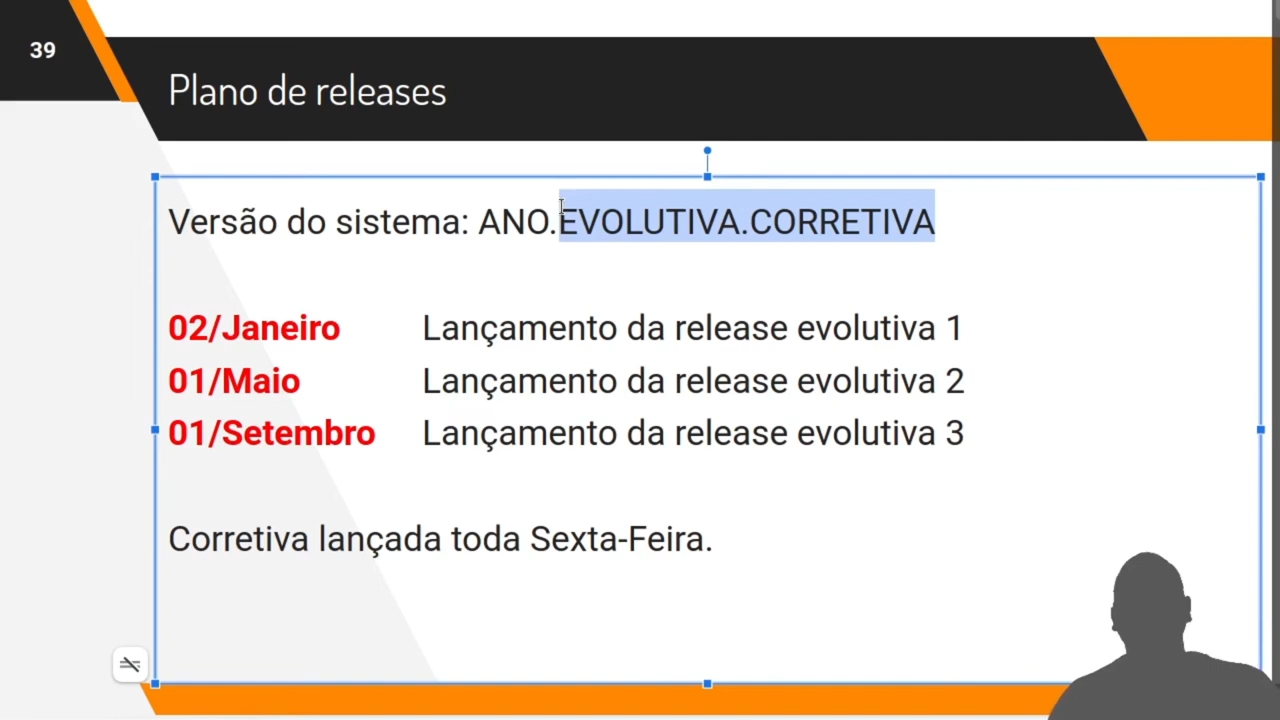 39
Plano de releases
Versão do sistema: ANO.EVOLUTIVA.CORRETIVA
02/Janeiro Lançamento da release evolutiva 1
01/Maio Lançamento da release evolutiva 2
01/Setembro Lançamento da release evolutiva 3
Corretiva lançada toda Sexta-Feira.